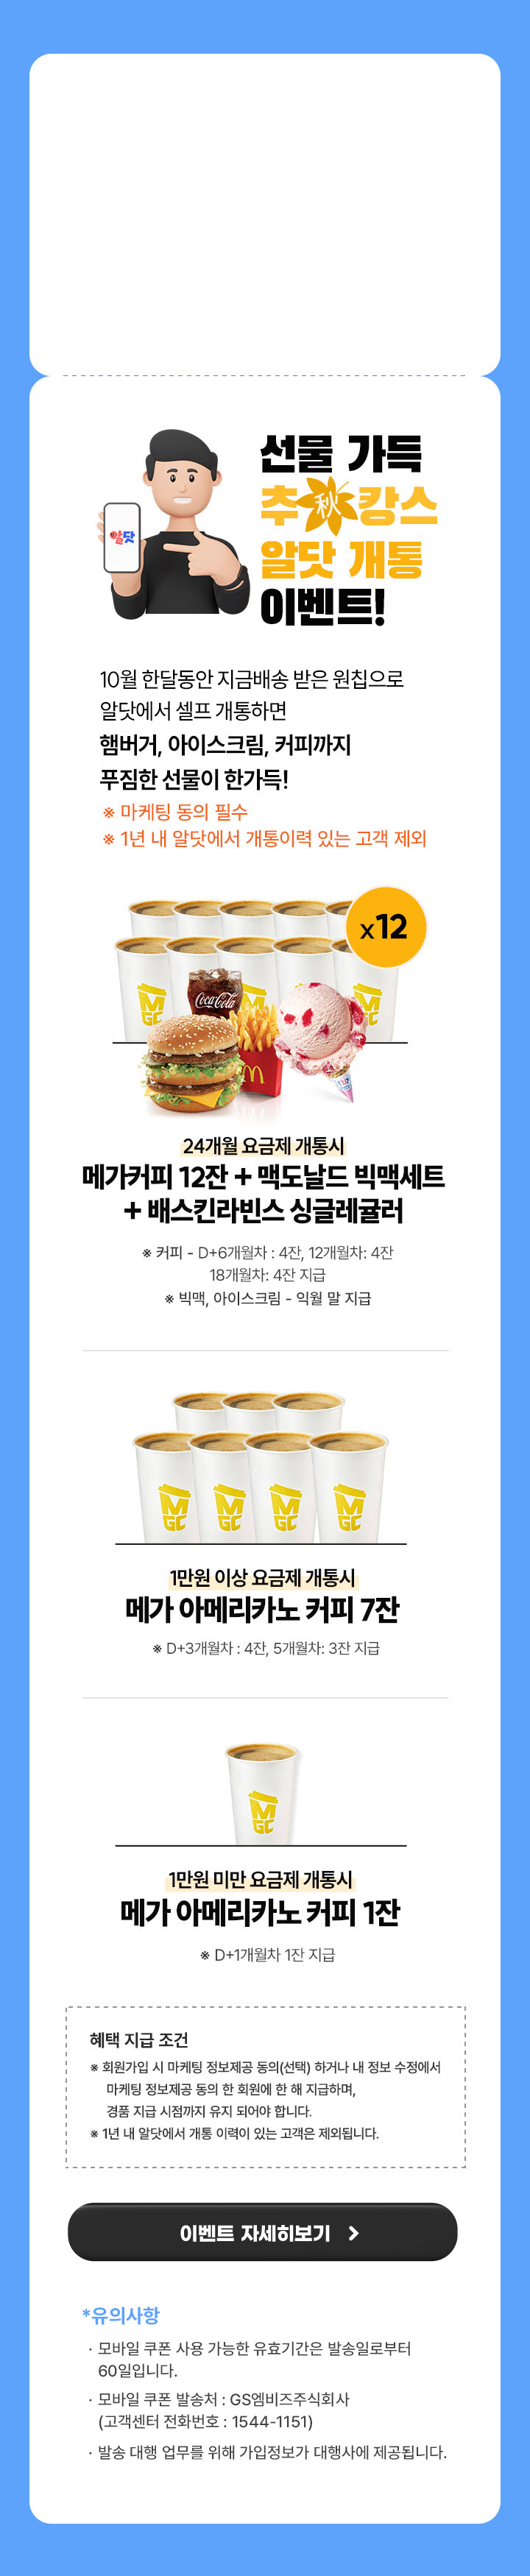 선물 가득
추秋캉스
알닷 개통
이벤트!
알닷
10월 한달동안 지금배송 받은 원칩으로
알닷에서 셀프 개통하면
햄버거, 아이스크림, 커피까지
푸짐한 선물이 한가득!
※ 마케팅 동의 필수
※ 1년 내 알닷에서 개통이력 있는 고객 제외
x12
Coca-Cola
MGC
24개월 요금제 개통시
메가커피 12잔 + 맥도날드 빅맥세트
+ 배스킨라빈스 싱글레귤러
※ 커피 - D+6개월차 : 4잔, 12개월차: 4잔
18개월차: 4잔 지급
※ 빅맥, 아이스크림 - 익월 말 지급
MGC MGC MGC MGC
1만원 이상 요금제 개통시
메가 아메리카노 커피 7잔
※ D+3개월차 : 4잔, 5개월차: 3잔 지급
MGC
1만원 미만 요금제 개통시
메가 아메리카노 커피 1잔
※ D+1개월차 1잔 지급
혜택 지급 조건
※ 회원가입 시 마케팅 정보제공 동의(선택) 하거나 내 정보 수정에서
마케팅 정보제공 동의 한 회원에 한 해 지급하며,
경품 지급 시점까지 유지 되어야 합니다.
※ 1년 내 알닷에서 개통 이력이 있는 고객은 제외됩니다.
이벤트 자세히보기 >
*유의사항
· 모바일 쿠폰 사용 가능한 유효기간은 발송일로부터
60일입니다.
· 모바일 쿠폰 발송처 : GS엠비즈주식회사
(고객센터 전화번호 : 1544-1151)
· 발송 대행 업무를 위해 가입정보가 대행사에 제공됩니다.